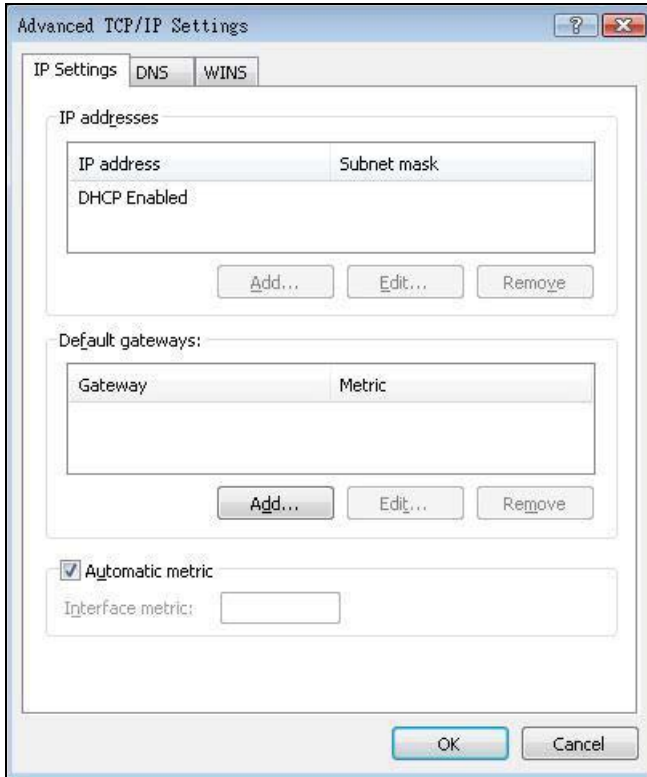 Advanced TCP/IP Settings
IP Settings DNS WINS
IP addresses
IP address Subnet mask
DHCP Enabled
Add... Edit... Remove
Default gateways:
Gateway Metric
Add... Edit... Remove
Automatic metric
Interface metric:
OK Cancel